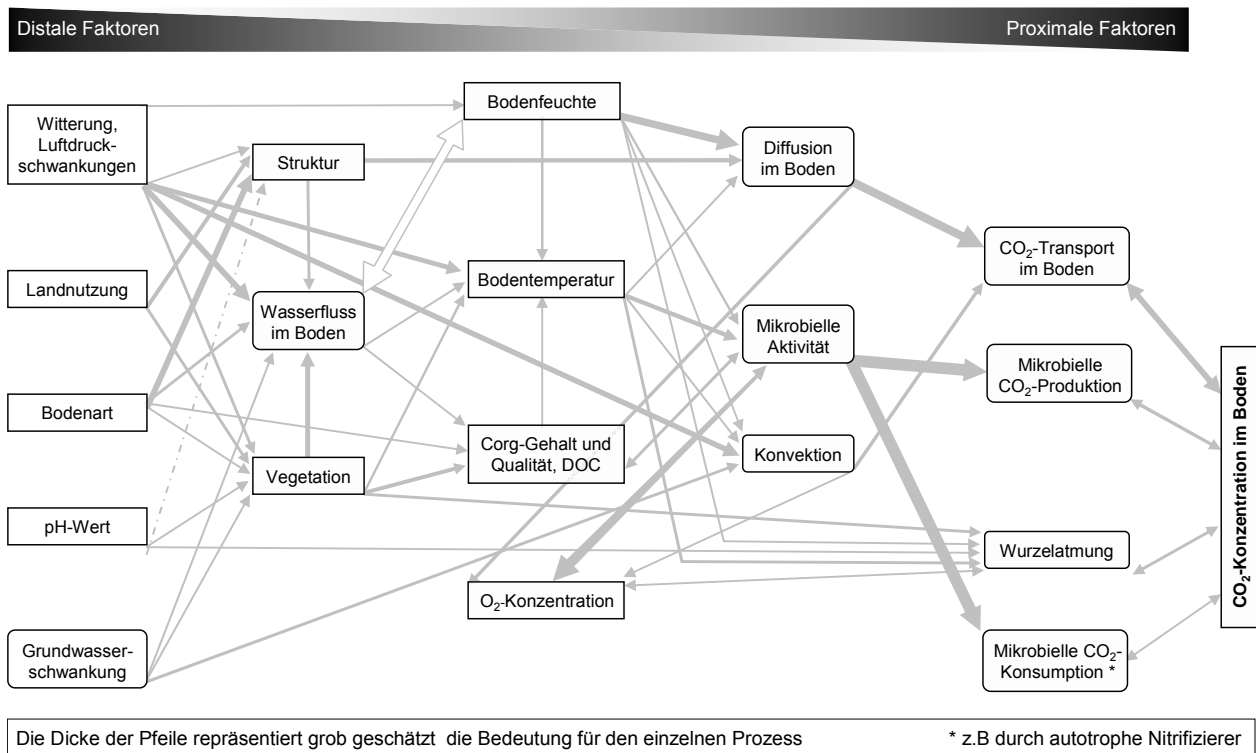 Distale Faktoren
Proximale Faktoren
Witterung,
Luftdruck-
schwankungen
Landnutzung
Bodenart
pH-Wert
Grundwasser-
schwankung
Struktur
Wasserfluss
im Boden
Vegetation
Bodenfeuchte
Bodentemperatur
Corg-Gehalt und
Qualität, DOC
O₂-Konzentration
Diffusion
im Boden
Mikrobielle
Aktivität
Konvektion
CO₂-Transport
im Boden
Mikrobielle
CO₂-Produktion
Wurzelatmung
Mikrobielle CO₂-
Konsumption *
CO₂-Konzentration im Boden
Die Dicke der Pfeile repräsentiert grob geschätzt die Bedeutung für den einzelnen Prozess
* z.B durch autotrophe Nitrifizierer